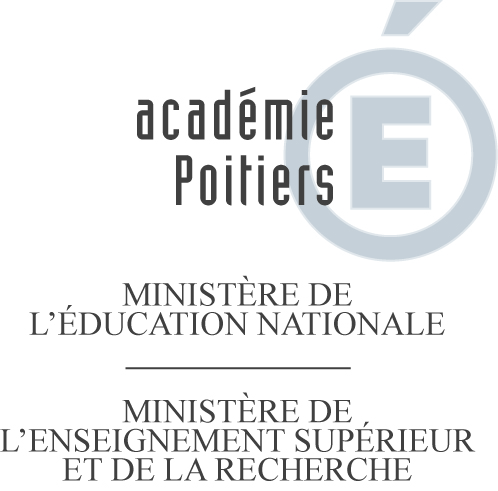 académie
Poitiers
É
MINISTÈRE DE
L’ÉDUCATION NATIONALE
MINISTÈRE DE
L’ENSEIGNEMENT SUPÉRIEUR
ET DE LA RECHERCHE